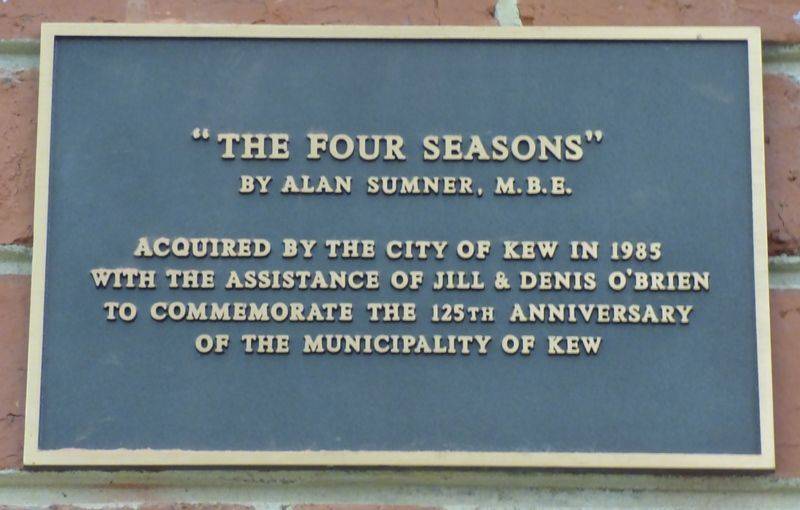 “THE FOUR SEASONS”
BY ALAN SUMNER, M.B.E.
ACQUIRED BY THE CITY OF KEW IN 1985
WITH THE ASSISTANCE OF JILL & DENIS O'BRIEN
TO COMMEMORATE THE 125TH ANNIVERSARY
OF THE MUNICIPALITY OF KEW